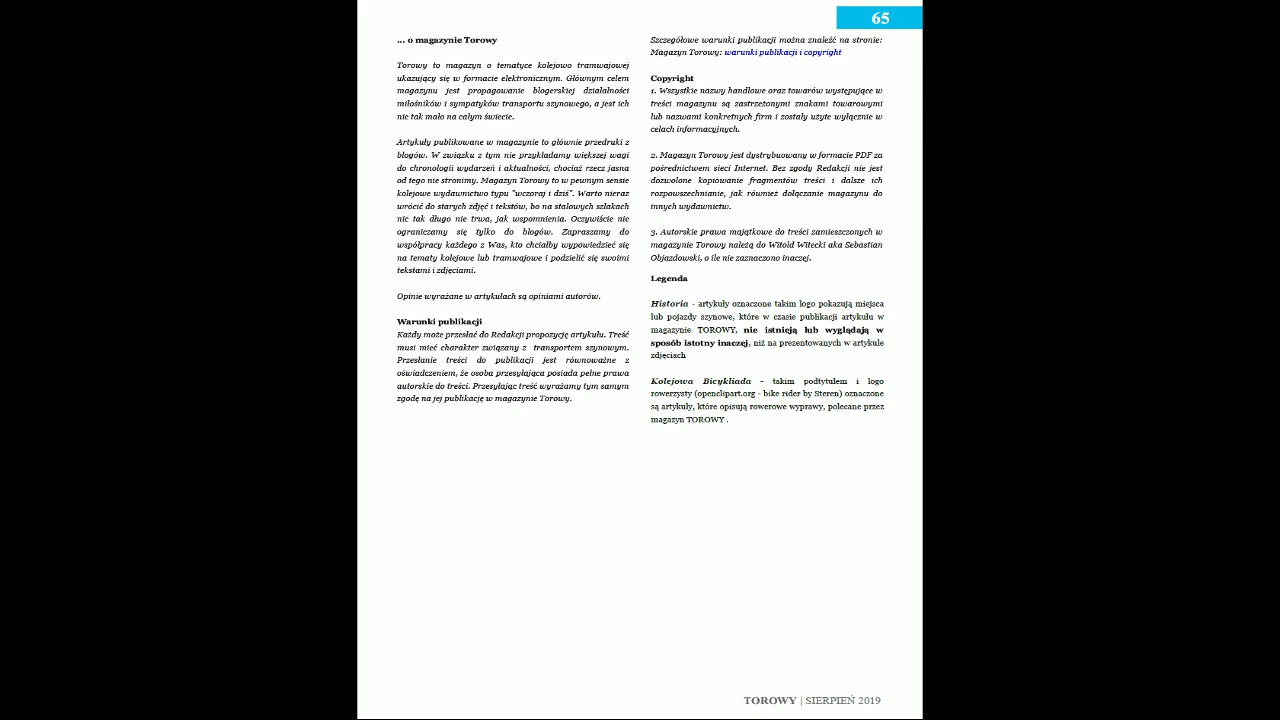 65
... o magazynie Torowy
Torowy to magazyn o tematyce kolejowo tramwajowej
ukazujący się w formacie elektronicznym. Głównym celem
magazynu jest propagowanie blogerskiej działalności
miłośników i sympatyków transportu szynowego, a jest ich
nie tak mało na całym świecie.
Artykuły publikowane w magazynie to głównie przedruki z
blogów. W związku z tym nie przykładamy większej wagi
do chronologii wydarzeń i aktualności, chociaż rzecz jasna
od tego nie stronimy. Magazyn Torowy to w pewnym sensie
kolejowe wydawnictwo typu "wczoraj i dziś". Warto nieraz
wrócić do starych zdjęć i tekstów, bo na stalowych szlakach
nic tak długo nie trwa, jak wspomnienia. Oczywiście nie
ograniczamy się tylko do blogów. Zapraszamy do
współpracy każdego z Was, kto chciałby wypowiedzieć się
na tematy kolejowe lub tramwajowe i podzielić się swoimi
tekstami i zdjęciami.
Opinie wyrażane w artykułach są opiniami autorów.
Warunki publikacji
Każdy może przesłać do Redakcji propozycję artykułu. Treść
musi mieć charakter związany z transportem szynowym.
Przesłanie treści do publikacji jest równoważne z
oświadczeniem, że osoba przesyłająca posiada pełne prawa
autorskie do treści. Przesyłając treść wyrażamy tym samym
zgodę na jej publikację w magazynie Torowy.
Szczegółowe warunki publikacji można znaleźć na stronie:
Magazyn Torowy: warunki publikacji i copyright
Copyright
1. Wszystkie nazwy handlowe oraz towarów występujące w
treści magazynu są zastrzeżonymi znakami towarowymi
lub nazwami konkretnych firm i zostały użyte wyłącznie w
celach informacyjnych.
2. Magazyn Torowy jest dystrybuowany w formacie PDF za
pośrednictwem sieci Internet. Bez zgody Redakcji nie jest
dozwolone kopiowanie fragmentów treści i dalsze ich
rozpowszechnianie, jak również dołączanie magazynu do
innych wydawnictw.
3. Autorskie prawa majątkowe do treści zamieszczonych w
magazynie Torowy należą do Witold Witecki aka Sebastian
Objazdowski, o ile nie zaznaczono inaczej.
Legenda
Historia - artykuły oznaczone takim logo pokazują miejsca
lub pojazdy szynowe, które w czasie publikacji artykułu w
magazynie TOROWY, nie istnieją lub wyglądają w
sposób istotny inaczej, niż na prezentowanych w artykule
zdjęciach
Kolejowa Bicykliada - takim podtytułem i logo
rowerzysty (openclipart.org - bike rider by Steren) oznaczone
są artykuły, które opisują rowerowe wyprawy, polecane przez
magazyn TOROWY .
TOROWY | SIERPIEŃ 2019